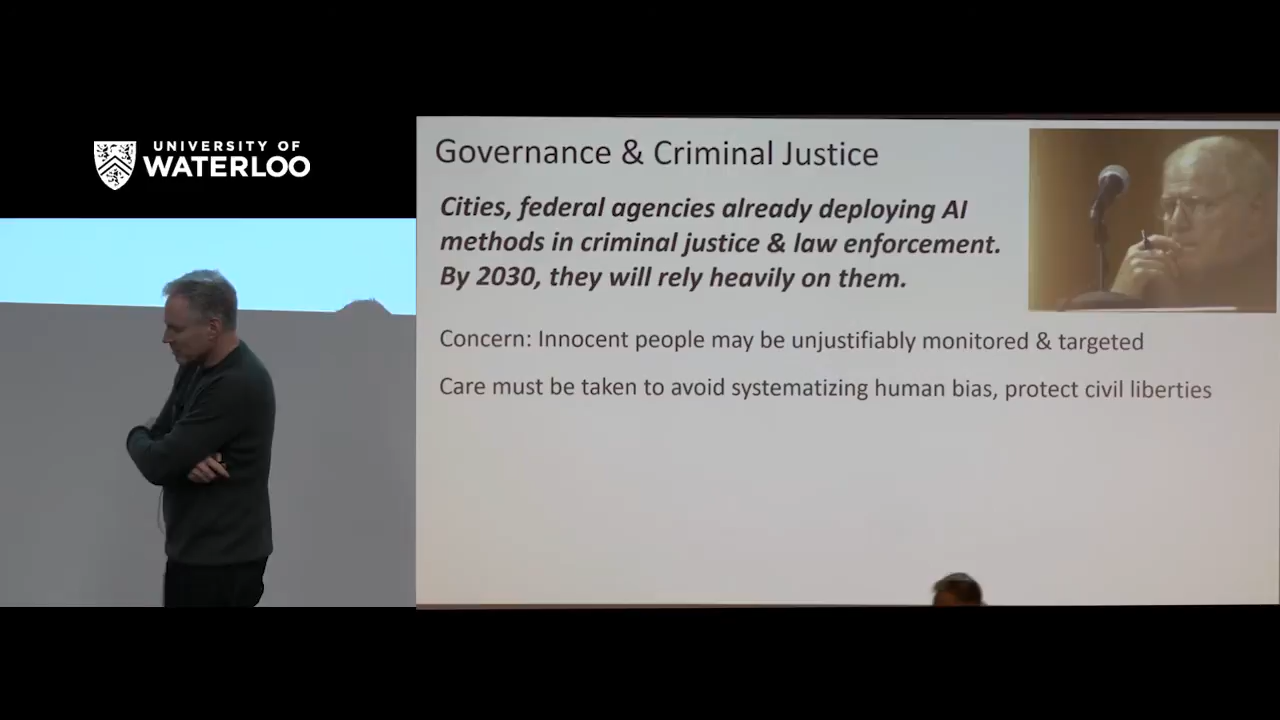 UNIVERSITY OF
WATERLOO
Governance & Criminal Justice
Cities, federal agencies already deploying AI
methods in criminal justice & law enforcement.
By 2030, they will rely heavily on them.
Concern: Innocent people may be unjustifiably monitored & targeted
Care must be taken to avoid systematizing human bias, protect civil liberties